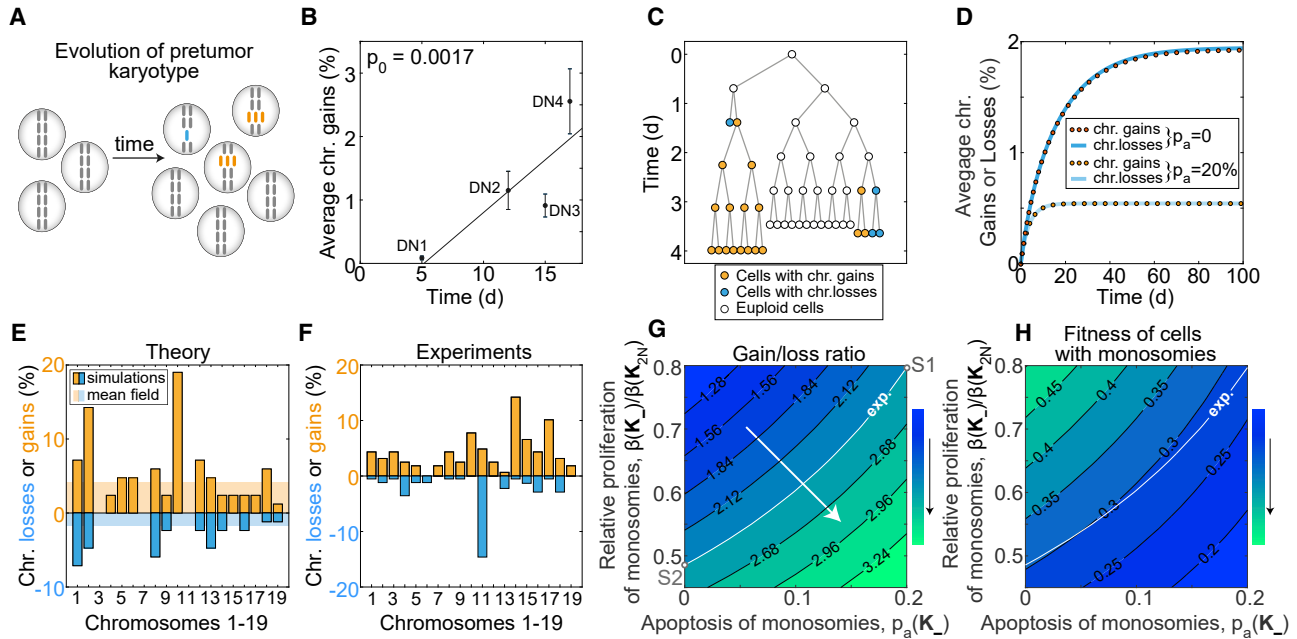 A
Evolution of pretumor
karyotype
time
B
p0 = 0.0017
Average chr. gains (%)
3
2
1
0
DN1
DN2
DN3
DN4
0 5 10 15
Time (d)
C
Time (d)
0
1
2
3
4
Cells with chr. gains
Cells with chr.losses
Euploid cells
D
Avegage chr.
Gains or Losses (%)
2
1
0
chr. gains
chr.losses
}pa=0
chr. gains
chr.losses
}pa=20%
0 20 40 60 80 100
Time (d)
E
Theory
Chr. losses or gains (%)
20
10
0
-10
simulations
mean field
1 3 5 7 9 11 13 15 17 19
Chromosomes 1-19
F
Experiments
Chr. losses or gains (%)
20
10
0
-10
-20
1 3 5 7 9 11 13 15 17 19
Chromosomes 1-19
G
Gain/loss ratio
Relative proliferation
of monosomies, β(K-)/β(K2N)
0.8
0.7
0.6
0.5
S1
S2
exp.
1.28
1.56
1.84
2.12
1.56
1.84
2.12
2.68
2.68
2.96
2.96
3.24
0 0.1 0.2
Apoptosis of monosomies, pa(K-)
H
Fitness of cells
with monosomies
Relative proliferation
of monosomies, β(K-)/β(K2N)
0.8
0.7
0.6
0.5
exp.
0.45
0.4
0.35
0.4
0.3
0.35
0.25
0.3
0.25
0.2
0 0.1 0.2
Apoptosis of monosomies, pa(K-)